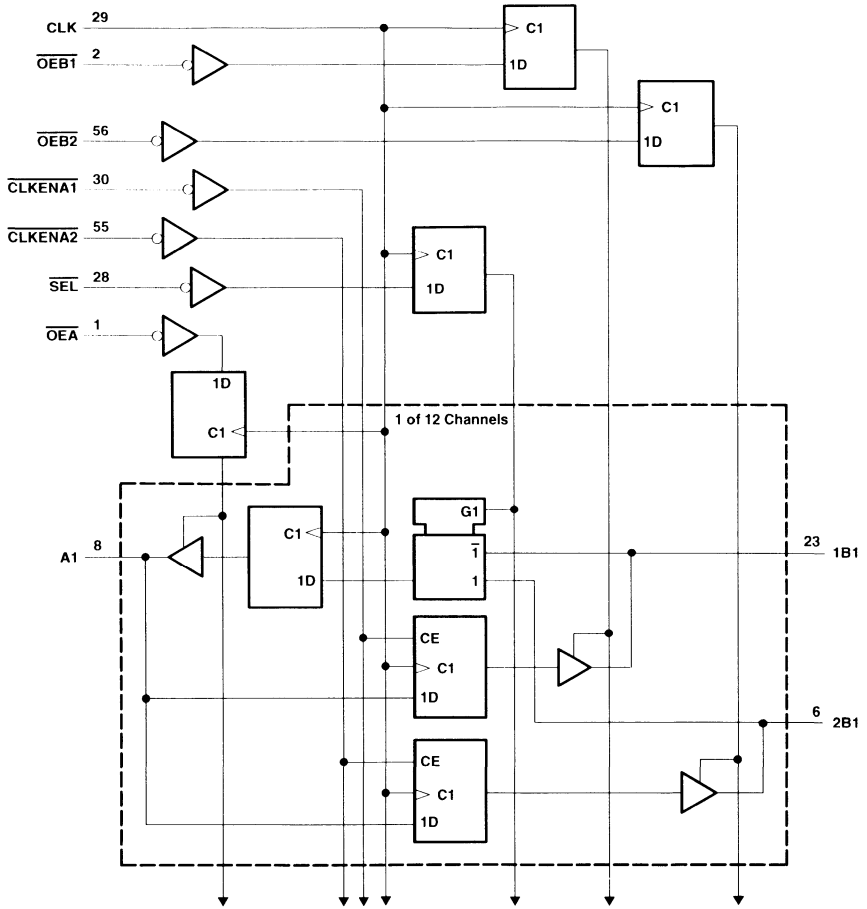 CLK 29
C1
OEB1 2
1D
C1
OEB2 56
1D
CLKENA1 30
CLKENA2 55
C1
SEL 28
1D
OEA 1
1D
C1
1 of 12 Channels
G1
C1
A1 8
1
23 1B1
1D
1
CE
C1
1D
6 2B1
CE
C1
1D